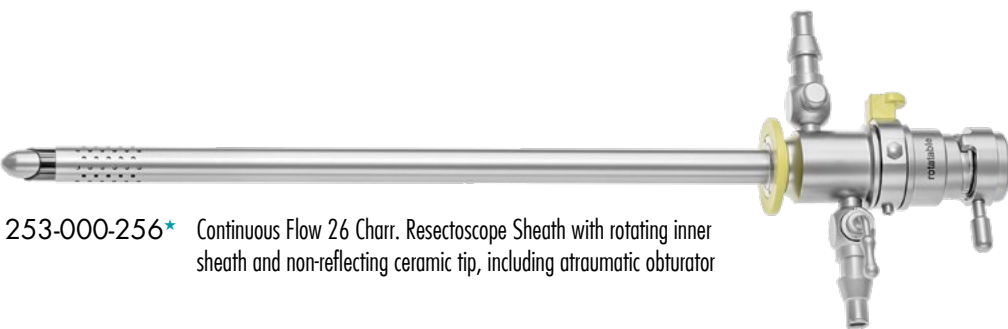 rotatable
253-000-256★ Continuous Flow 26 Charr. Resectoscope Sheath with rotating inner
sheath and non-reflecting ceramic tip, including atraumatic obturator